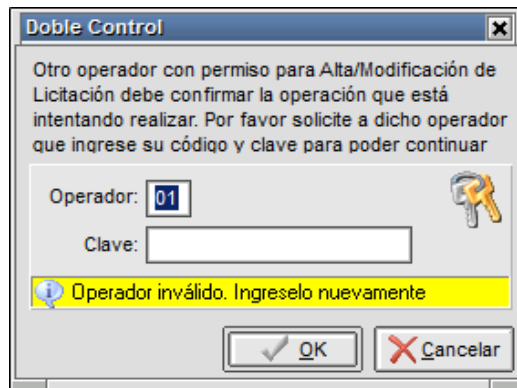 Doble Control
Otro operador con permiso para Alta/Modificación de
Licitación debe confirmar la operación que está
intentando realizar. Por favor solicite a dicho operador
que ingrese su código y clave para poder continuar
Operador: 01
Clave:
Operador inválido. Ingreselo nuevamente
OK Cancelar